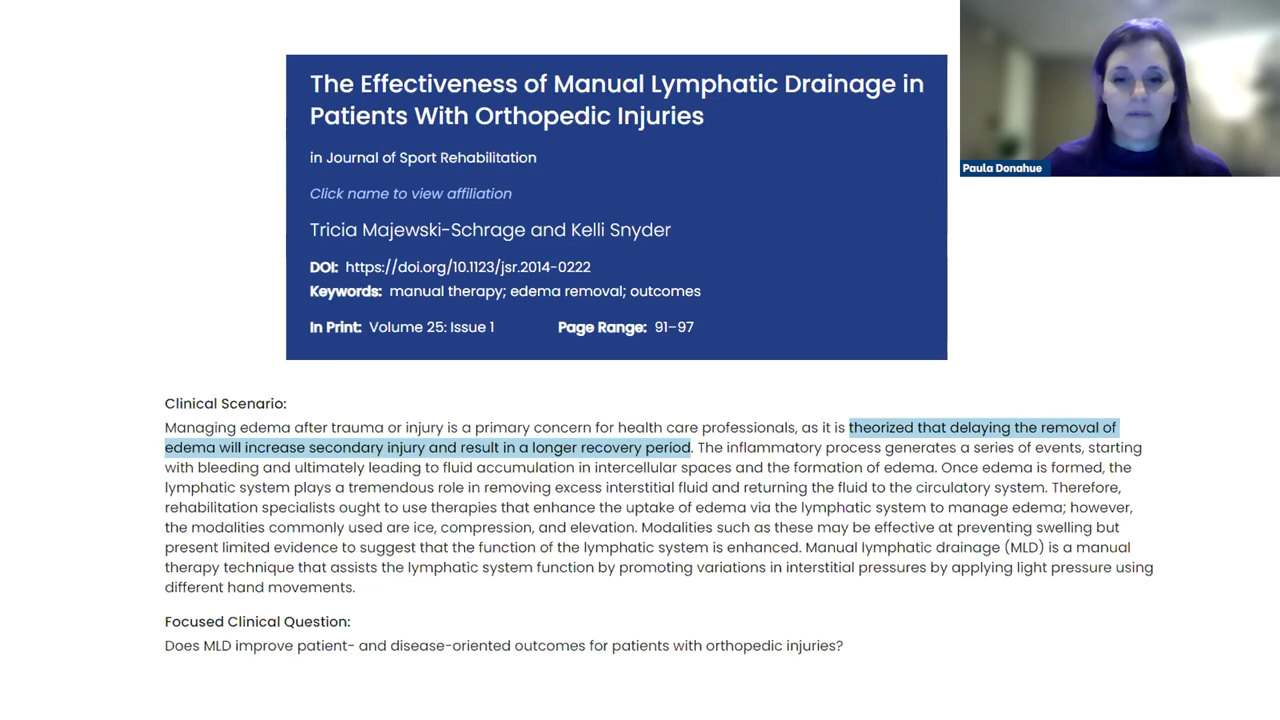 The Effectiveness of Manual Lymphatic Drainage in
Patients With Orthopedic Injuries
in Journal of Sport Rehabilitation
Click name to view affiliation
Tricia Majewski-Schrage and Kelli Snyder
DOI: https://doi.org/10.1123/jsr.2014-0222
Keywords: manual therapy; edema removal; outcomes
In Print: Volume 25: Issue 1 Page Range: 91–97
Paula Donahue
Clinical Scenario:
Managing edema after trauma or injury is a primary concern for health care professionals, as it is theorized that delaying the removal of
edema will increase secondary injury and result in a longer recovery period. The inflammatory process generates a series of events, starting
with bleeding and ultimately leading to fluid accumulation in intercellular spaces and the formation of edema. Once edema is formed, the
lymphatic system plays a tremendous role in removing excess interstitial fluid and returning the fluid to the circulatory system. Therefore,
rehabilitation specialists ought to use therapies that enhance the uptake of edema via the lymphatic system to manage edema; however,
the modalities commonly used are ice, compression, and elevation. Modalities such as these may be effective at preventing swelling but
present limited evidence to suggest that the function of the lymphatic system is enhanced. Manual lymphatic drainage (MLD) is a manual
therapy technique that assists the lymphatic system function by promoting variations in interstitial pressures by applying light pressure using
different hand movements.
Focused Clinical Question:
Does MLD improve patient- and disease-oriented outcomes for patients with orthopedic injuries?